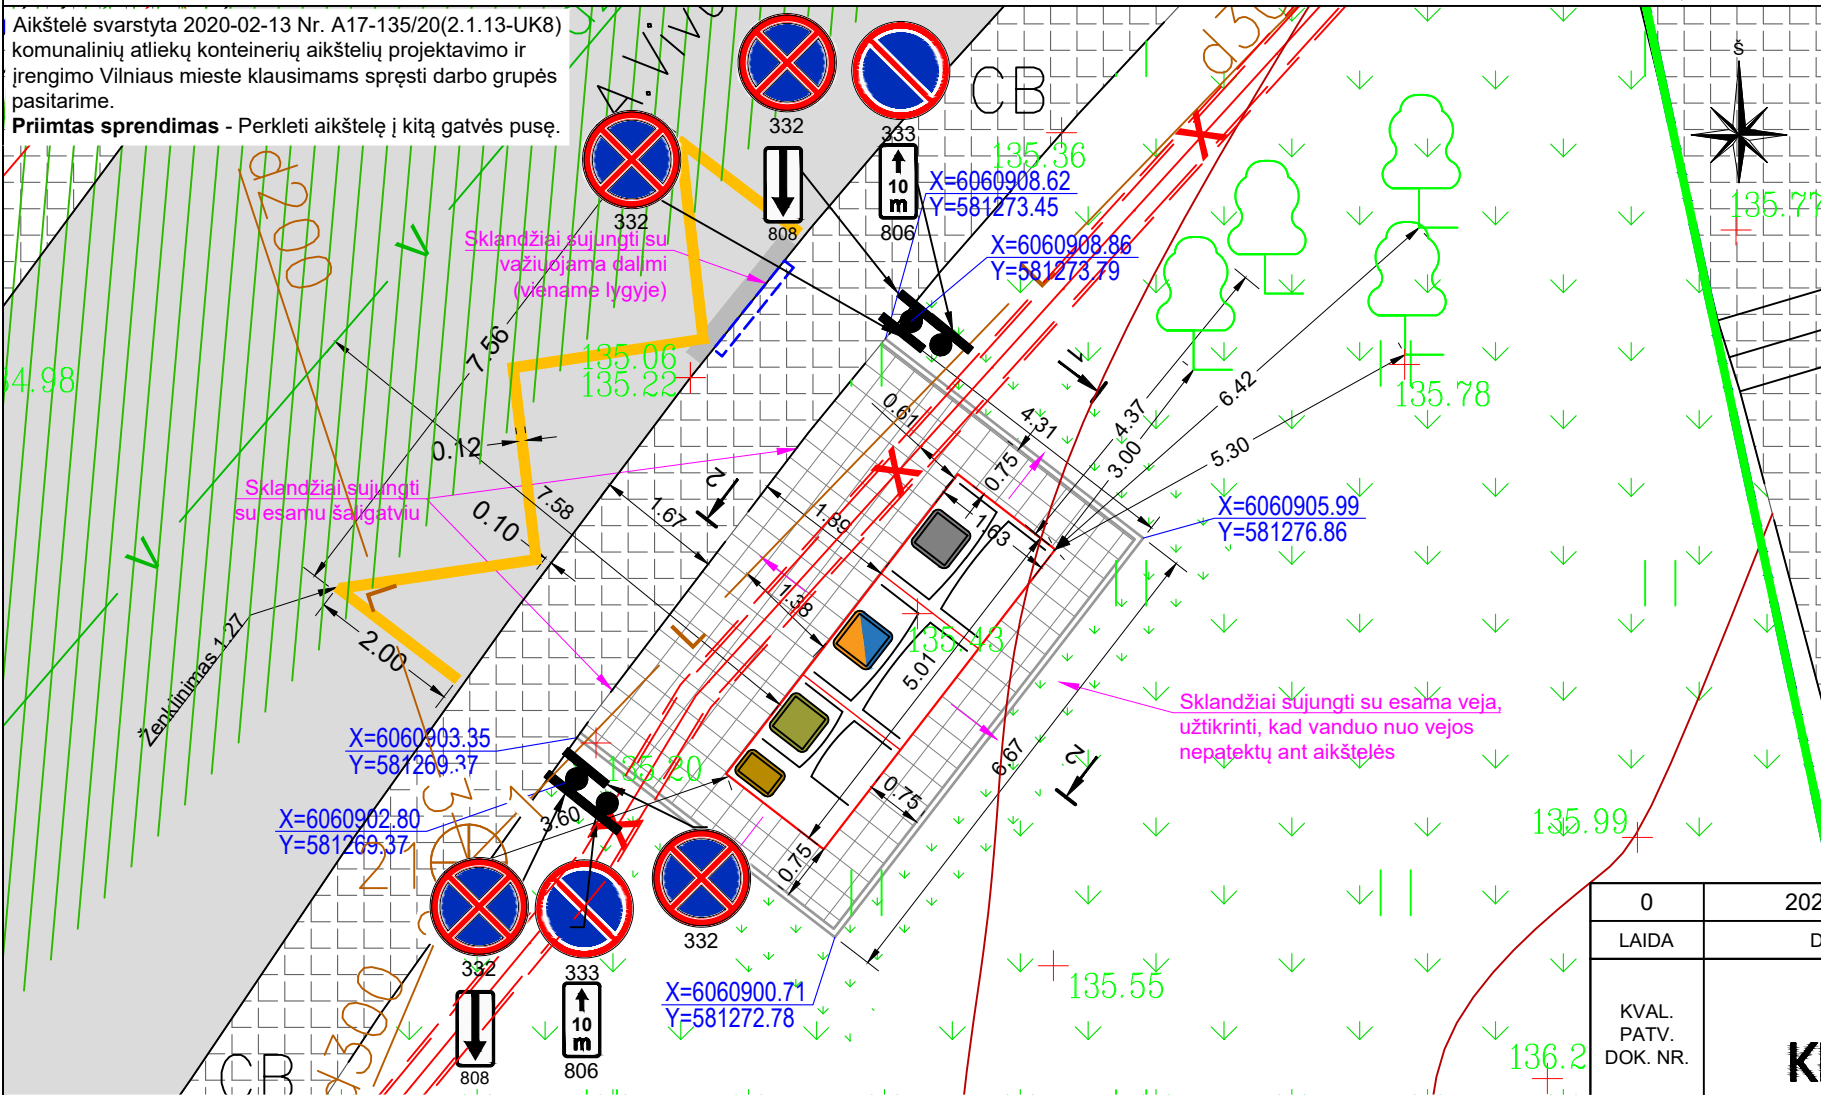 Aikštelė svarstyta 2020-02-13 Nr. A17-135/20(2.1.13-UK8)
komunalinių atliekų konteinerių aikštelių projektavimo ir
įrengimo Vilniaus mieste klausimams spręsti darbo grupės
pasitarime.
Priimtas sprendimas - Perkleti aikštelę į kitą gatvės pusę.
332
333
332
808
10
m
806
CB
Š
d200
135.36
135.77
X=6060908.62
Y=581273.45
X=6060908.86
Y=581273.79
Sklandžiai sujungti su
važiuojama dalimi
(viename lygyje)
7.56
135.06
135.22
135.78
0.12
0.61
4.31
1
4.37
3.00
6.42
5.30
Sklandžiai sujungti
su esamu šaligatviu
7.58
0.10
1.67
2
1.89
0.75
1.63
X=6060905.99
Y=581276.86
Ženklinimas 1.27
2.00
1.38
135.43
5.01
Sklandžiai sujungti su esama veja,
užtikrinti, kad vanduo nuo vejos
nepatektų ant aikštelės
X=6060903.35
Y=581269.37
135.20
6.67
2
0.75
X=6060902.80
Y=581269.37
3.60
0.75
135.99
332
333
332
808
10
m
806
X=6060900.71
Y=581272.78
135.55
136.2
CB
0
LAIDA
KVAL.
PATV.
DOK. NR.